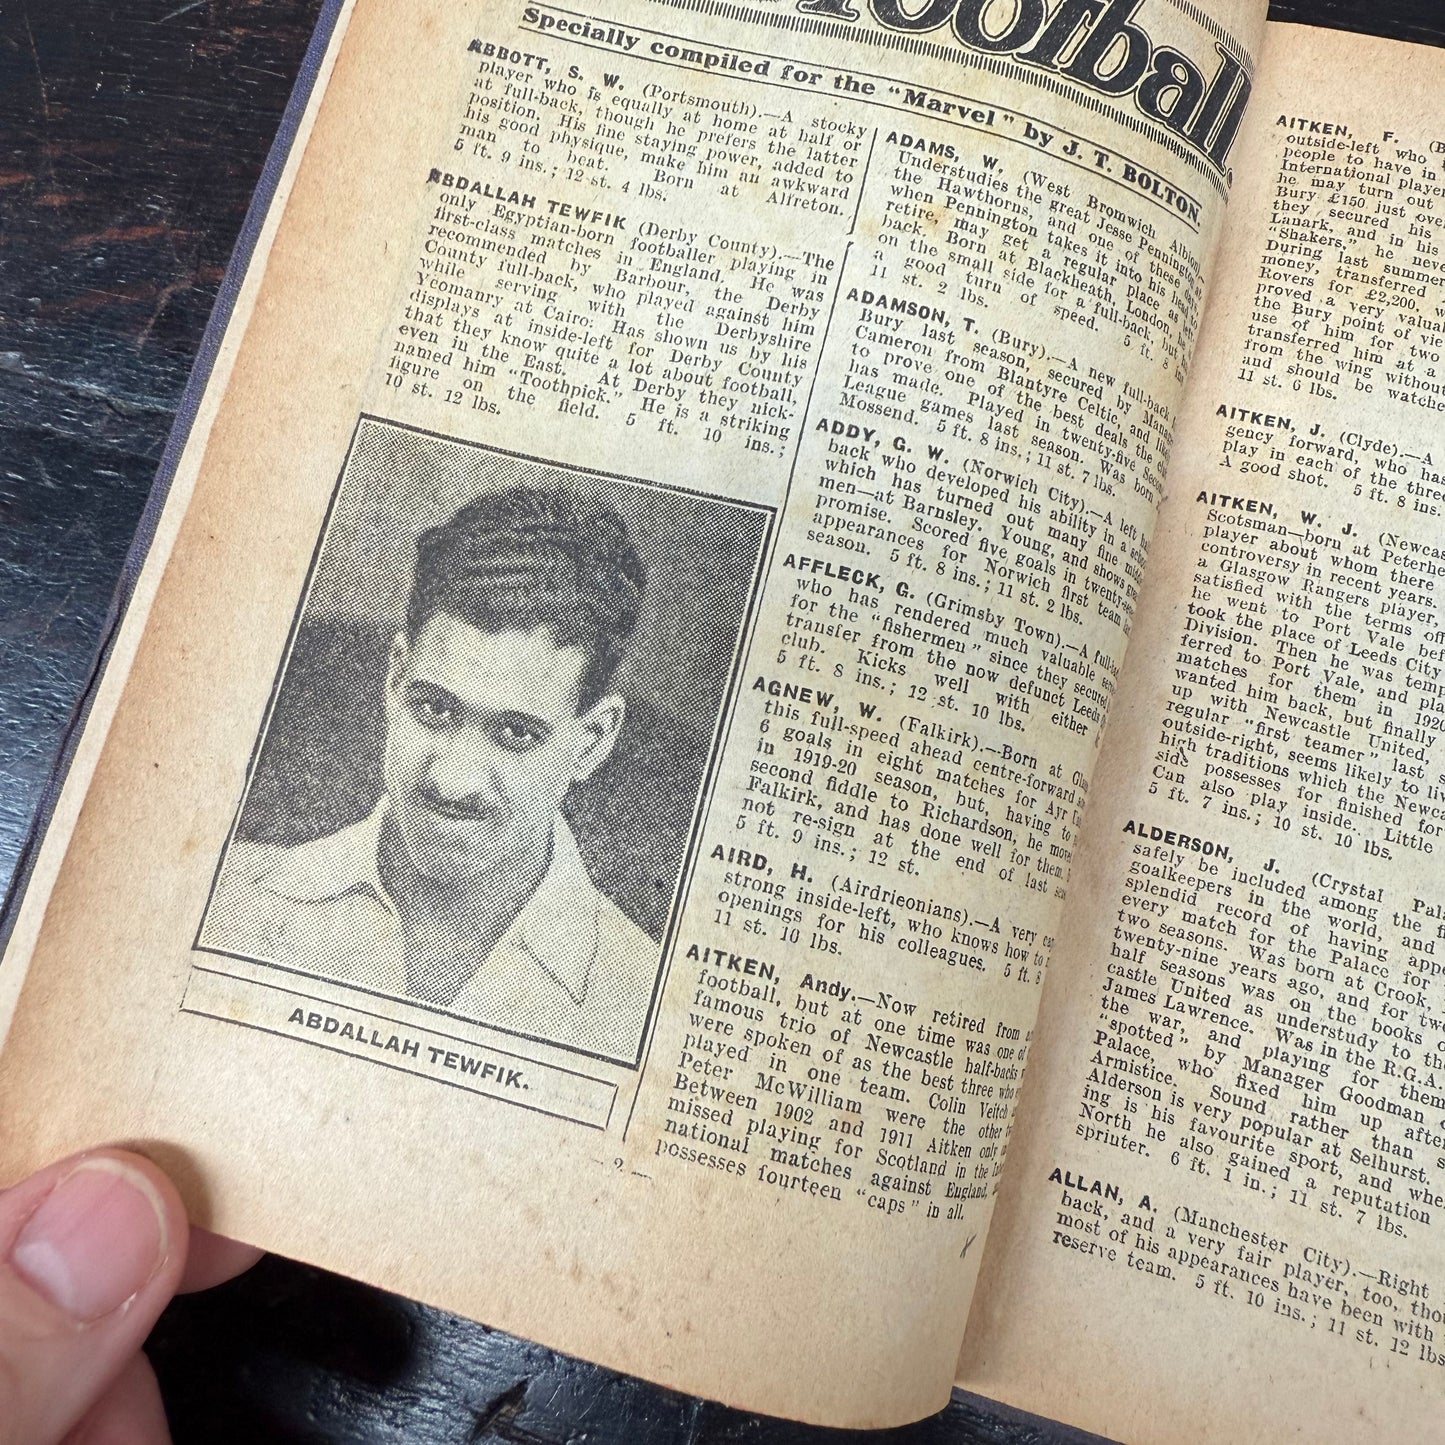 Football.
Specially compiled for the "Marvel" by J. T. BOLTON.
ABBOTT, S. W. (Portsmouth).—A stocky
player who is equally at home at half or
at full-back, though he prefers the latter
position. His fine staying power, added to
his good physique, make him an awkward
man to beat. Born at Alfreton.
5 ft. 9 ins.; 12 st. 4 lbs.
ABDALLAH TEWFIK (Derby County).—The
only Egyptian-born footballer playing in
first-class matches in England. He was
recommended by Barbour, the Derby
County full-back, who played against him
while serving with the Derbyshire
Yeomanry at Cairo. Has shown us by his
displays at inside-left for Derby County
that they know quite a lot about football,
even in the East. At Derby they nick-
named him "Toothpick." He is a striking
figure on the field. 5 ft. 10 ins.;
10 st. 12 lbs.
ABDALLAH TEWFIK.
ADAMS, W. (West Bromwich Albion).
Understudies the great Jesse Pennington at
the Hawthorns, and one of these days,
when Pennington takes it into his head to
retire, may get a regular place as left-
back. Born at Blackheath, London, he is
on the small side for a full-back, but has
a good turn of speed. 5 ft. 8 ins.
11 st. 2 lbs.
ADAMSON, T. (Bury).—A new full-back
Bury last season, secured by Manager
Cameron from Blantyre Celtic, and
to prove one of the best deals the
has made. Played in twenty-five Second
League games last season. Was born
Mossend. 5 ft. 8 ins.; 11 st. 7 lbs.
ADDY, G. W. (Norwich City).—A left half
back who developed his ability in a
which has turned out many fine
men—at Barnsley. Young, and shows
promise. Scored five goals in
appearances for Norwich first team
season. 5 ft. 8 ins.; 11 st. 2 lbs.
AFFLECK, G. (Grimsby Town).—A
who has rendered much valuable
for the "fishermen" since they secured
transfer from the now defunct Leeds
club. Kicks well with either
5 ft. 8 ins.; 12 st. 10 lbs.
AGNEW, W. (Falkirk).—Born at
this full-speed ahead centre-forward
6 goals in eight matches for Ayr
in 1919-20 season, but, having to
second fiddle to Richardson, he moved
Falkirk, and has done well for them.
not re-sign at the end of last
5 ft. 9 ins.; 12 st.
AIRD, H. (Airdrieonians).—A very
strong inside-left, who knows how to
openings for his colleagues. 5 ft. 8
11 st. 10 lbs.
AITKEN, Andy.—Now retired from
football, but at one time was one of
famous trio of Newcastle half-backs
were spoken of as the best three who
played in one team. Colin Veitch
Peter McWilliam were the other
Between 1902 and 1911 Aitken only
missed playing for Scotland in the
national matches against England,
possesses fourteen "caps" in all.
— 2 —
AITKEN, F.
outside-left who
people to have in
International player
he may turn out
Bury £150 just over
they secured his
Lanark, and in his
"Shakers," he never
During last summer
money, transferred
Rovers for £2,200,
proved a very
the Bury point of
use of him for two
transferred him at a
from the wing without
and should be
11 st. 6 lbs.
AITKEN, J. (Clyde).—A
gency forward, who has
play in each of the three
A good shot. 5 ft. 8 ins.
AITKEN, W. J.
Scotsman—born at
player about whom there
controversy in recent years.
a Glasgow Rangers player,
satisfied with the terms
he went to Port Vale
took the place of Leeds City
Division. Then he was
ferred to Port Vale, and
matches for them in
wanted him back, but finally
up with Newcastle United,
regular "first teamer" last
outside-right, seems likely to
high traditions which the
side possesses for finished
Can also play inside. Little
5 ft. 7 ins.; 10 st. 10 lbs.
ALDERSON, J. (Crystal
safely be included among the
goalkeepers in the world, and
splendid record of having
every match for the Palace for
two seasons. Was born at Crook,
twenty-nine years ago, and for two
half seasons was on the books
castle United as understudy to
James Lawrence. Was in the R.G.A.
the war, and playing for them
"spotted" by Manager Goodman
Palace, who fixed him up after
Armistice. Sound rather than
Alderson is very popular at Selhurst.
ing is his favourite sport, and
North he also gained a reputation
sprinter. 6 ft. 1 in.; 11 st. 7 lbs.
ALLAN, A. (Manchester City).—Right
back, and a very fair player, too,
most of his appearances have been with
reserve team. 5 ft. 10 ins.; 11 st. 12 lbs